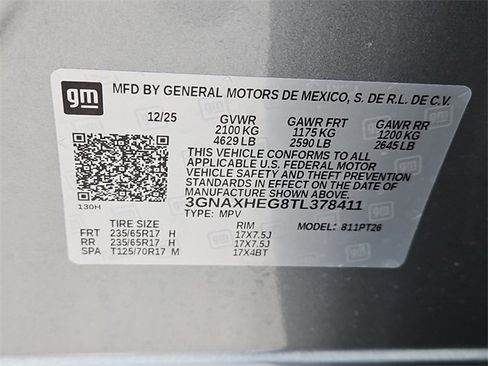 gm
MFD BY GENERAL MOTORS DE MEXICO, S. DE R.L. DE C.V.
12/25 GVWR GAWR FRT GAWR RR
2100 KG 1175 KG 1200 KG
4629 LB 2590 LB 2645 LB
THIS VEHICLE CONFORMS TO ALL
APPLICABLE U.S. FEDERAL MOTOR
VEHICLE SAFETY AND THEFT PREVENTION
STANDARDS IN EFFECT ON THE DATE OF
MANUFACTURE SHOWN ABOVE.
3GNAXHEG8TL378411
130H TYPE: MPV
TIRE SIZE RIM MODEL: 811PT26
FRT 235/65R17 H 17X7.5J
RR 235/65R17 H 17X7.5J
SPA T125/70R17 M 17X4BT